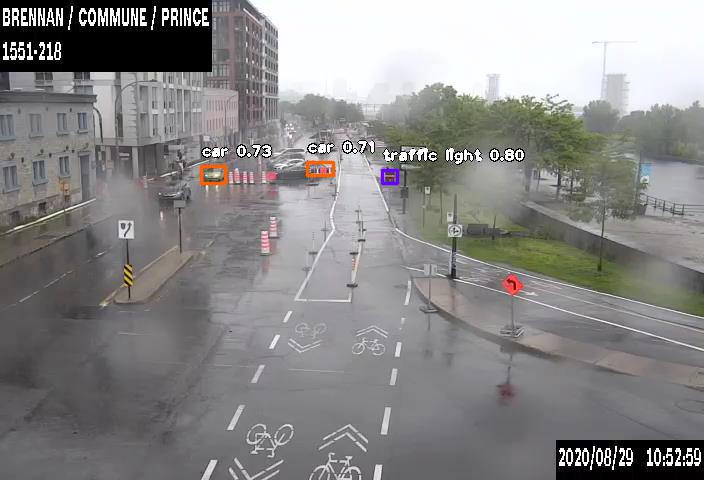 BRENNAN / COMMUNE / PRINCE
1551-218
car 0.73
car 0.71
traffic light 0.80
2020/08/29 10:52:59